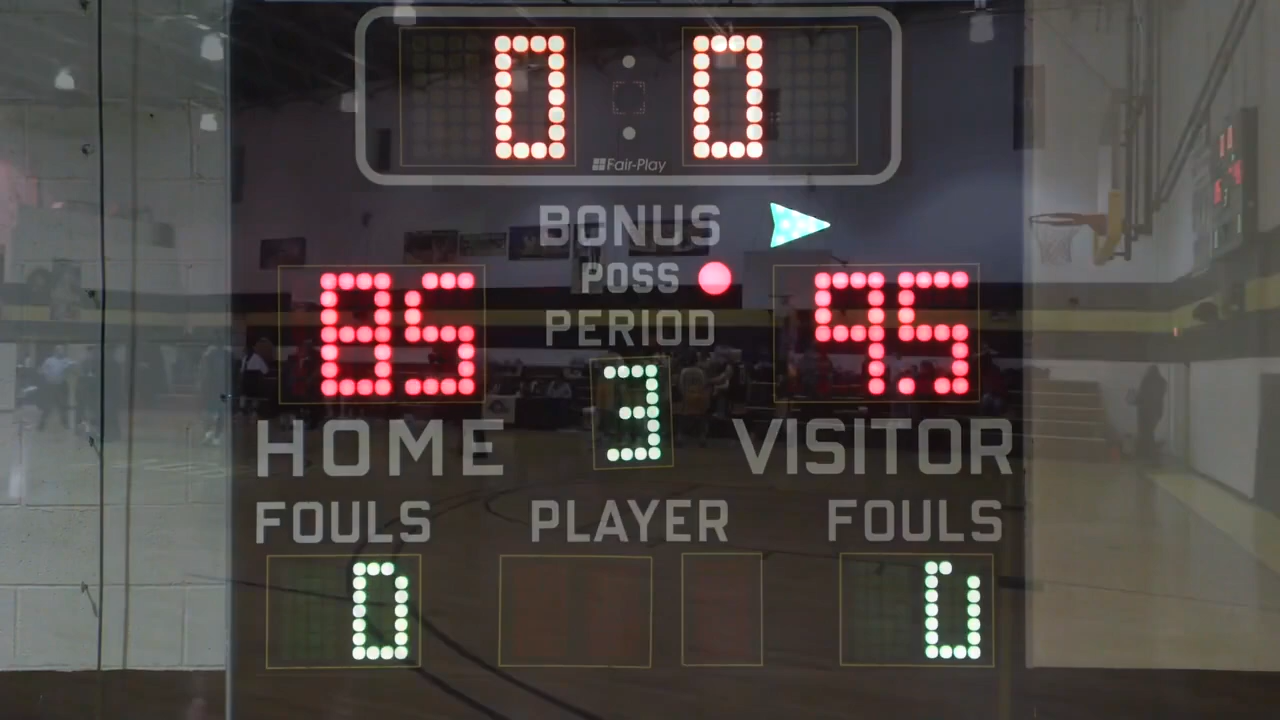 0 : 0
Fair-Play
BONUS
POSS
85 95
PERIOD
3
HOME VISITOR
FOULS PLAYER FOULS
0 0